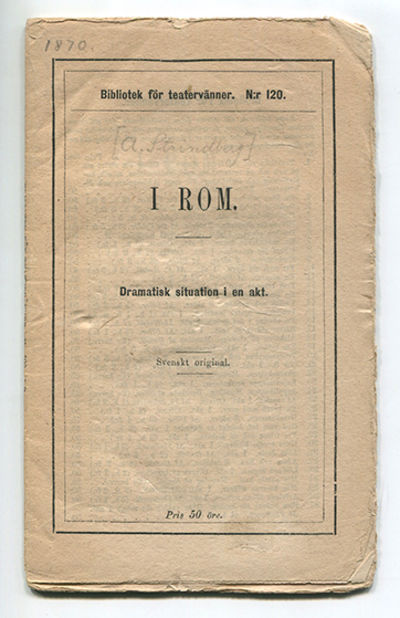 1870.
Bibliotek för teatervänner. N:r 120.
[A. Strindberg]
I ROM.
Dramatisk situation i en akt.
Svenskt original.
Pris 50 öre.